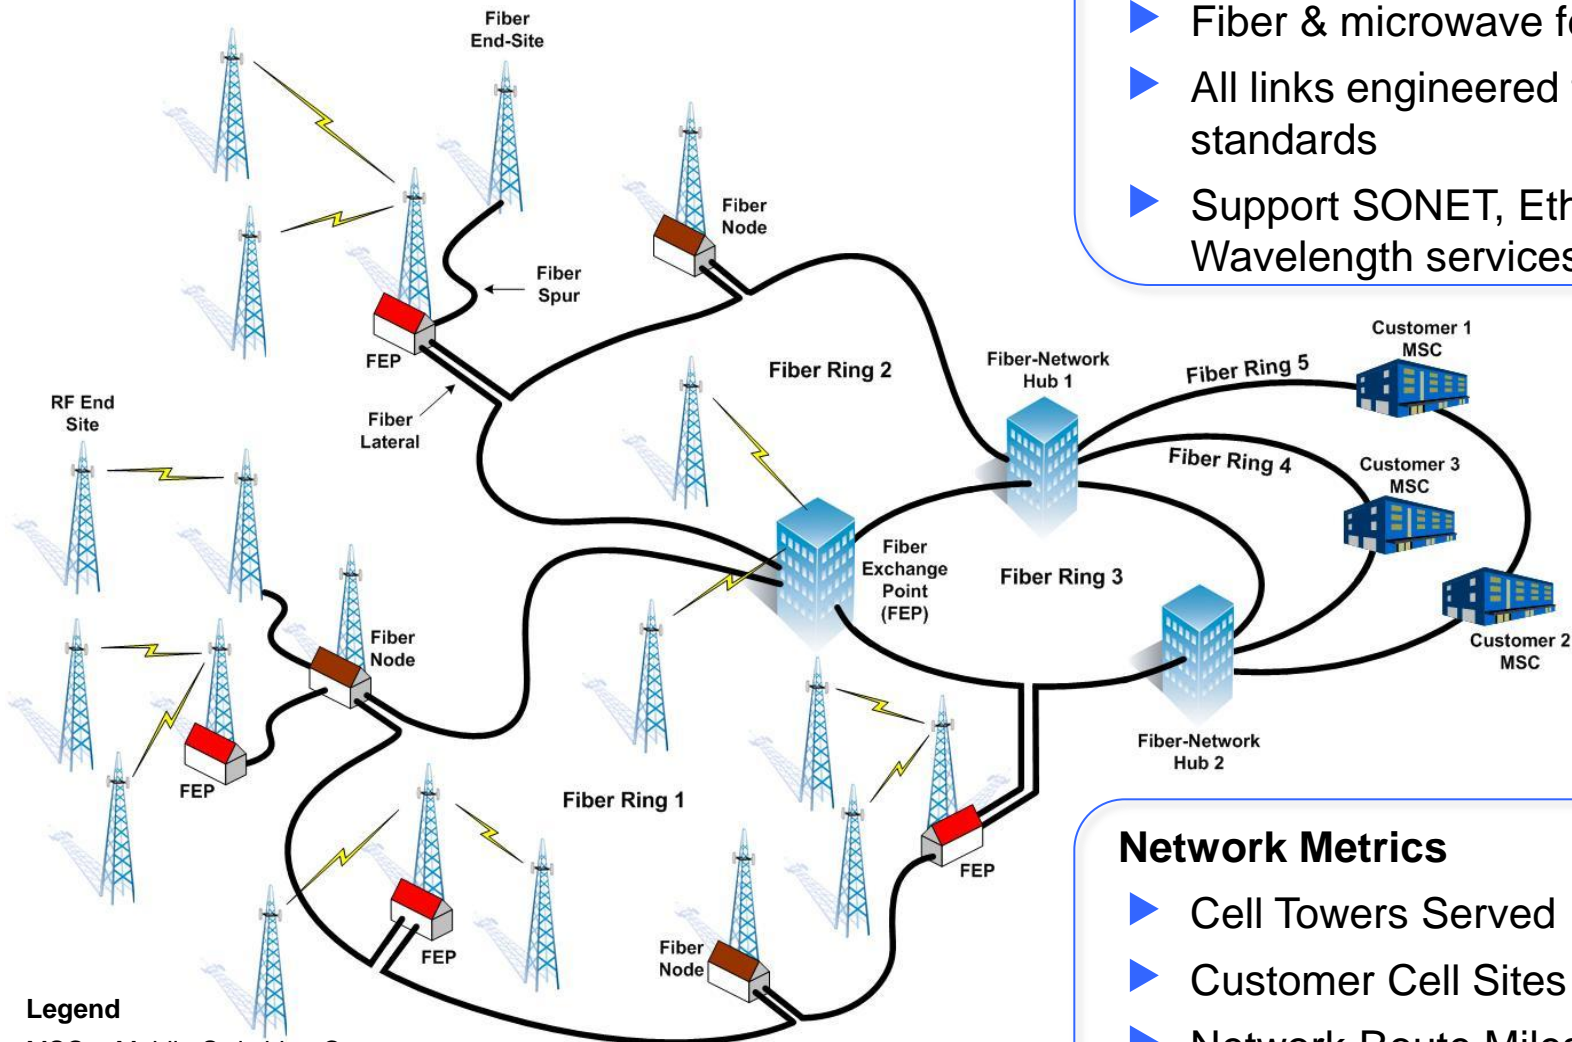 Fiber
End-Site
Fiber & microwave
All links engineered
standards
Support SONET,
Wavelength services
Fiber
Node
Fiber
Spur
FEP
Fiber
Lateral
Fiber Ring 2
Fiber-Network
Hub 1
Fiber Ring 5
Customer 1
MSC
RF End
Site
Fiber Ring 4
Customer 3
MSC
Fiber
Exchange
Point
(FEP)
Fiber Ring 3
Fiber
Node
Customer 2
MSC
Fiber-Network
Hub 2
FEP
Fiber Ring 1
FEP
FEP
Fiber
Node
Network Metrics
Cell Towers Served
Customer Cell Sites
Network Route Miles
Legend